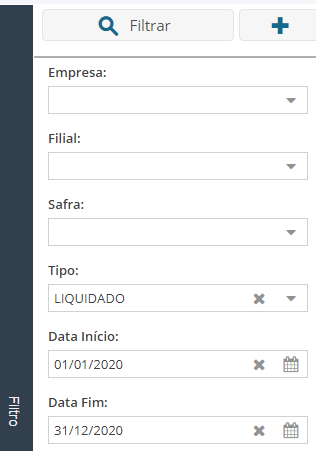 Filtrar
Empresa:
Filial:
Safra:
Tipo:
LIQUIDADO
Data Início:
01/01/2020
Data Fim:
31/12/2020
Filtro